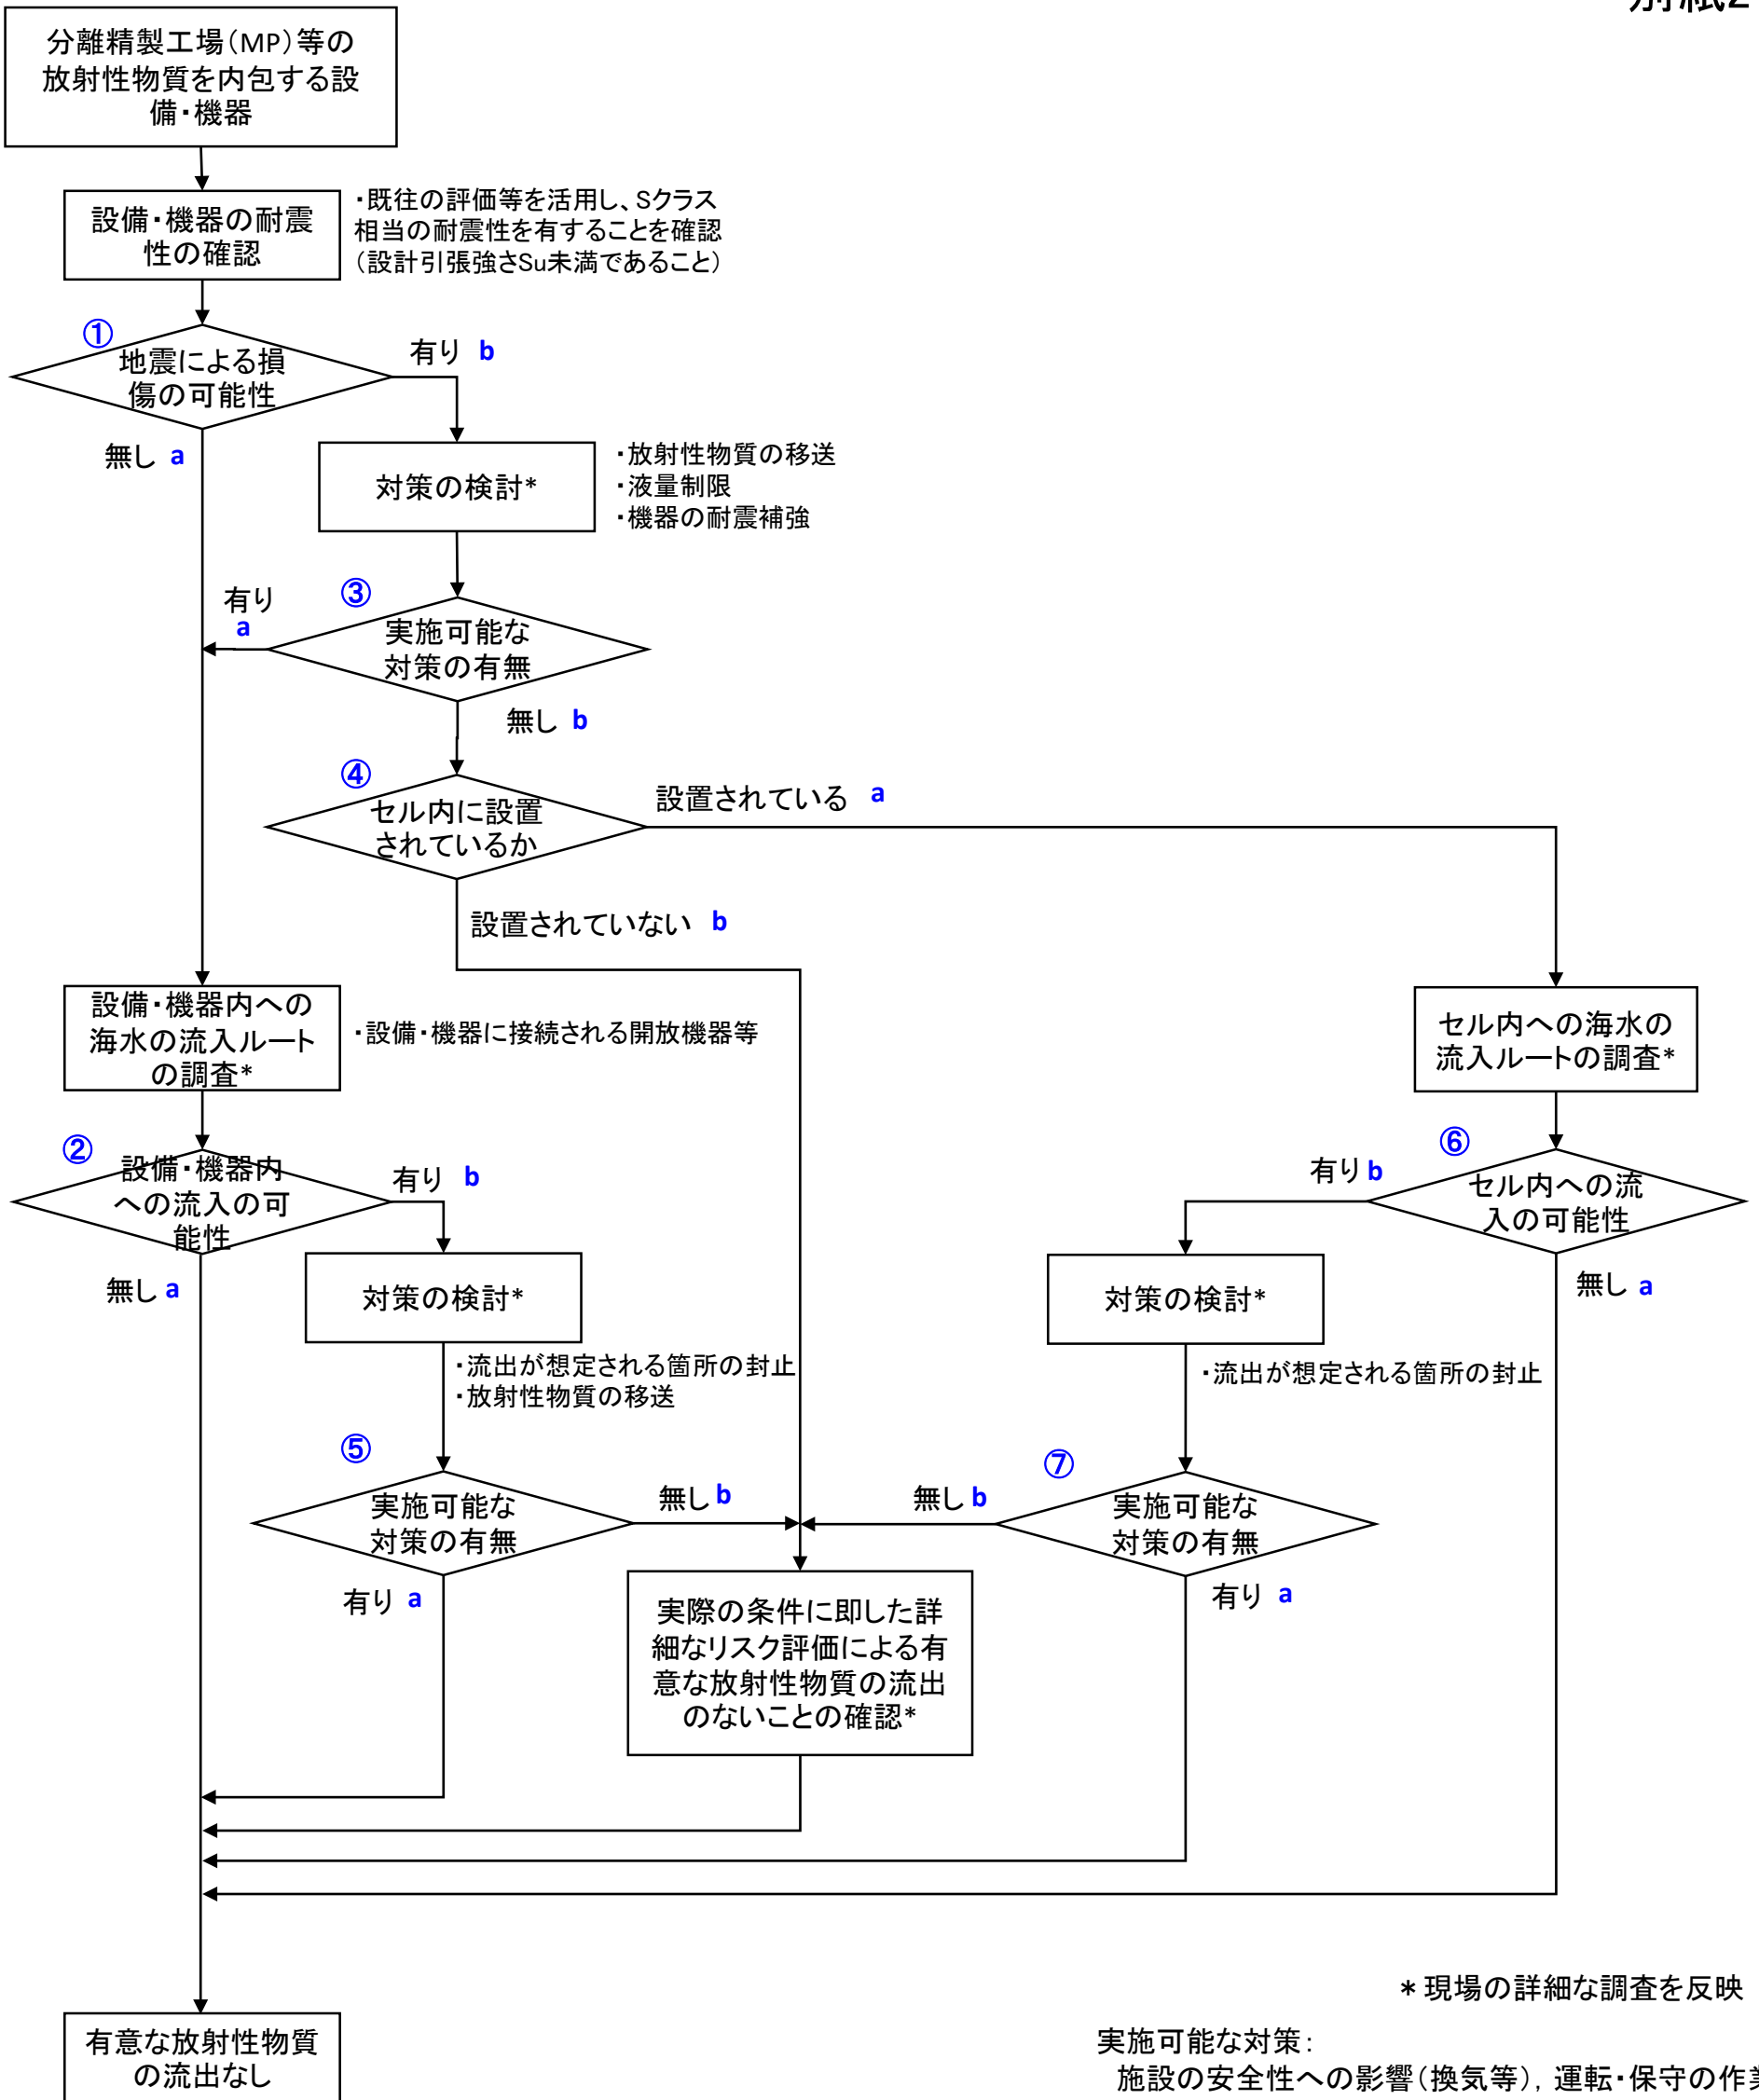 分離精製工場(MP)等の
放射性物質を内包する設
備・機器
設備・機器の耐震
性の確認
・既往の評価等を活用し、Sクラス
相当の耐震性を有することを確認
(設計引張強さSu未満であること)
①
地震による損
傷の可能性
有り b
無し a
対策の検討*
・放射性物質の移送
・液量制限
・機器の耐震補強
③
実施可能な
対策の有無
有り
a
無し b
④
セル内に設置
されているか
設置されている a
設置されていない b
設備・機器内への
海水の流入ルート
の調査*
・設備・機器に接続される開放機器等
セル内への海水の
流入ルートの調査*
②
設備・機器内
への流入の可
能性
有り b
無し a
⑥
セル内への流
入の可能性
有り b
無し a
対策の検討*
・流出が想定される箇所の封止
・放射性物質の移送
対策の検討*
・流出が想定される箇所の封止
⑤
実施可能な
対策の有無
無し b
有り a
⑦
実施可能な
対策の有無
無し b
有り a
実際の条件に即した詳
細なリスク評価による有
意な放射性物質の流出
のないことの確認*
有意な放射性物質
の流出なし
* 現場の詳細な調査を反映
実施可能な対策:
施設の安全性への影響(換気等), 運転・保守の作